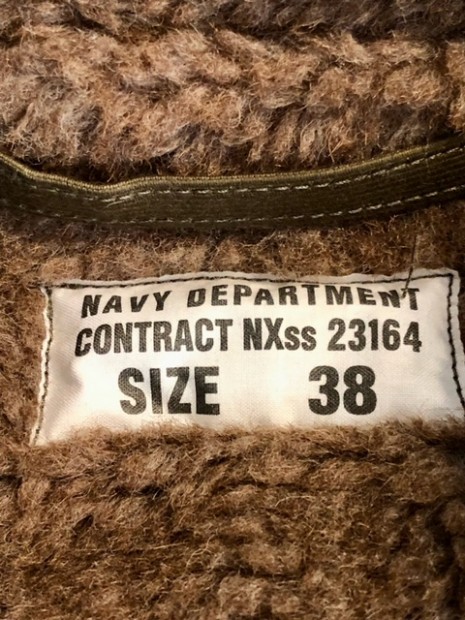 NAVY DEPARTMENT
CONTRACT NXss 23164
SIZE 38